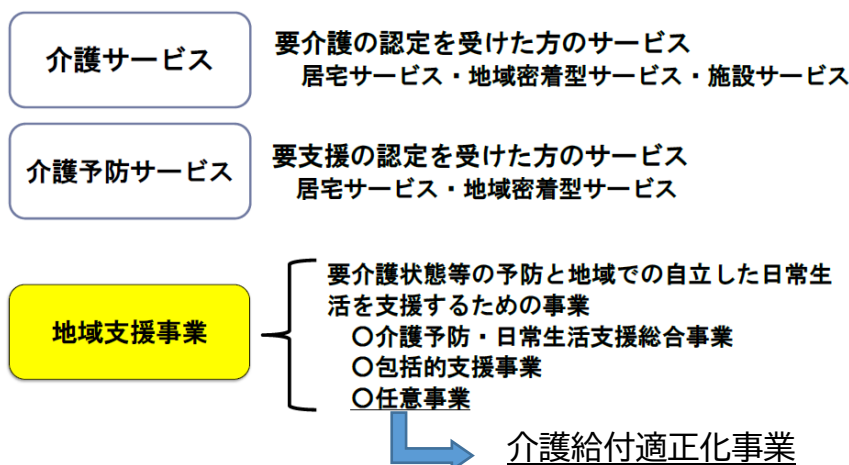 介護サービス
要介護の認定を受けた方のサービス
居宅サービス・地域密着型サービス・施設サービス
介護予防サービス
要支援の認定を受けた方のサービス
居宅サービス・地域密着型サービス
地域支援事業
要介護状態等の予防と地域での自立した日常生
活を支援するための事業
〇介護予防・日常生活支援総合事業
〇包括的支援事業
〇任意事業
介護給付適正化事業